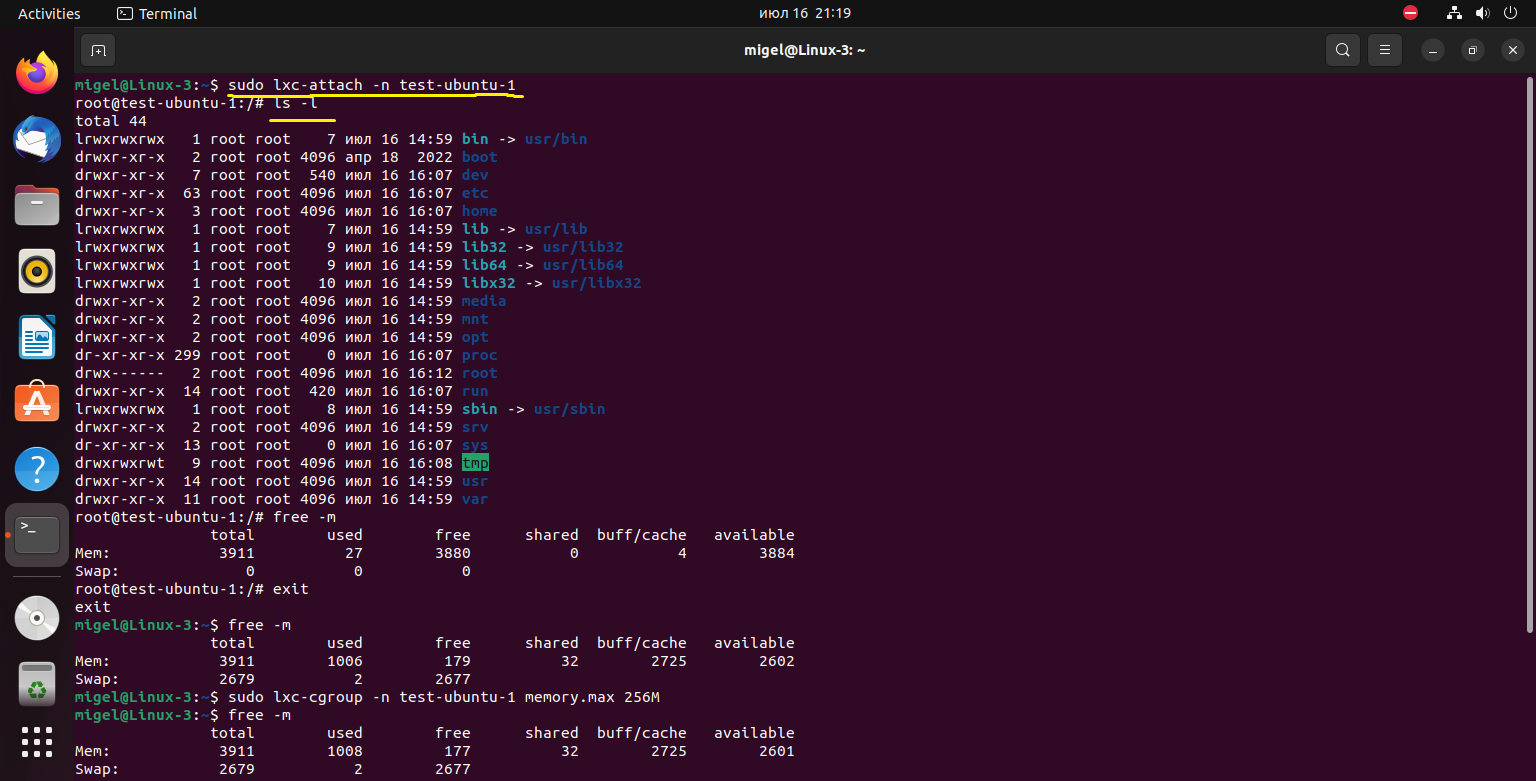 Activities Terminal июл 16 21:19
migel@Linux-3: ~
migel@Linux-3:~$ sudo lxc-attach -n test-ubuntu-1
root@test-ubuntu-1:/# ls -l
total 44
lrwxrwxrwx   1 root root    7 июл 16 14:59 bin -> usr/bin
drwxr-xr-x   2 root root 4096 апр 18  2022 boot
drwxr-xr-x   7 root root  540 июл 16 16:07 dev
drwxr-xr-x  63 root root 4096 июл 16 16:07 etc
drwxr-xr-x   3 root root 4096 июл 16 16:07 home
lrwxrwxrwx   1 root root    7 июл 16 14:59 lib -> usr/lib
lrwxrwxrwx   1 root root    9 июл 16 14:59 lib32 -> usr/lib32
lrwxrwxrwx   1 root root    9 июл 16 14:59 lib64 -> usr/lib64
lrwxrwxrwx   1 root root   10 июл 16 14:59 libx32 -> usr/libx32
drwxr-xr-x   2 root root 4096 июл 16 14:59 media
drwxr-xr-x   2 root root 4096 июл 16 14:59 mnt
drwxr-xr-x   2 root root 4096 июл 16 14:59 opt
dr-xr-xr-x 299 root root    0 июл 16 16:07 proc
drwx------   2 root root 4096 июл 16 16:12 root
drwxr-xr-x  14 root root  420 июл 16 16:07 run
lrwxrwxrwx   1 root root    8 июл 16 14:59 sbin -> usr/sbin
drwxr-xr-x   2 root root 4096 июл 16 14:59 srv
dr-xr-xr-x  13 root root    0 июл 16 16:07 sys
drwxrwxrwt   9 root root 4096 июл 16 16:08 tmp
drwxr-xr-x  14 root root 4096 июл 16 14:59 usr
drwxr-xr-x  11 root root 4096 июл 16 14:59 var
root@test-ubuntu-1:/# free -m
               total        used        free      shared  buff/cache   available
Mem:            3911          27        3880           0           4        3884
Swap:              0           0           0
root@test-ubuntu-1:/# exit
exit
migel@Linux-3:~$ free -m
               total        used        free      shared  buff/cache   available
Mem:            3911        1006         179          32        2725        2602
Swap:           2679           2        2677
migel@Linux-3:~$ sudo lxc-cgroup -n test-ubuntu-1 memory.max 256M
migel@Linux-3:~$ free -m
               total        used        free      shared  buff/cache   available
Mem:            3911        1008         177          32        2725        2601
Swap:           2679           2        2677